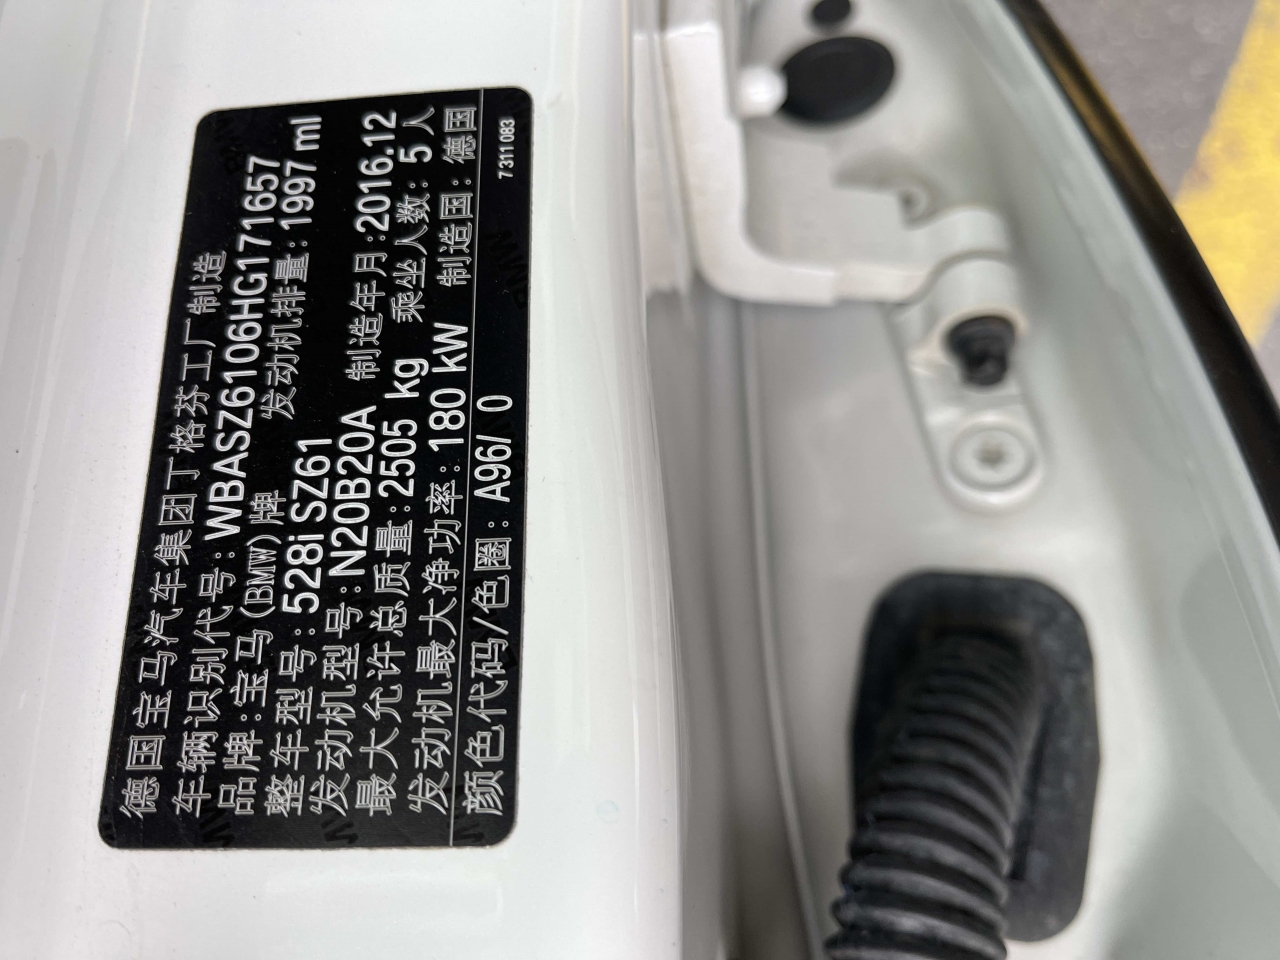 德国宝马汽车集团丁格芬工厂制造
车辆识别代号:WBASZ6106HG171657
品牌:宝马(BMW)牌 发动机排量:1997 ml
整车型号:528i SZ61
发动机型号:N20B20A 制造年月:2016.12
最大允许总质量:2505 kg 乘坐人数:5人
发动机最大净功率:180 kW 制造国:德国
颜色代码/色圈:A96/ 0
7311 083